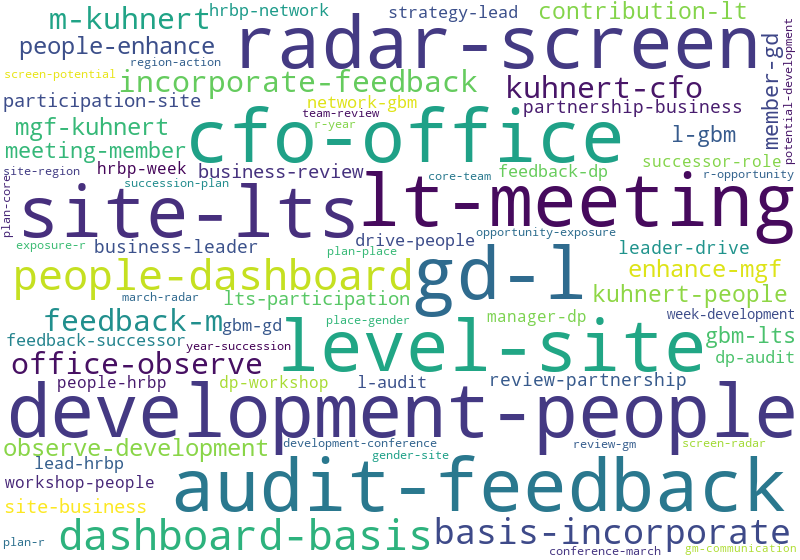 m-kuhnert
hrbp-network
strategy-lead
contribution-lt
people-enhance
region-action
radar-screen
member-gd
potential-development
screen-potential
incorporate-feedback
kuhnert-cfo
participation-site
network-gbm
team-review
r-year
partnership-business
mgf-kuhnert
cfo-office
l-gbm
meeting-member
hrbp-week
business-review
feedback-dp
successor-role
site-region
succession-plan
core-team
r-opportunity
plan-core
site-lts
lt-meeting
exposure-r
business-leader
drive-people
plan-place
opportunity-exposure
leader-drive
people-dashboard
gd-l
enhance-mgf
march-radar
lts-participation
kuhnert-people
feedback-m
gbm-gd
place-gender
manager-dp
week-development
feedback-successor
year-succession
level-site
gbm-lts
office-observe
dp-audit
people-hrbp
dp-workshop
l-audit
review-partnership
development-people
observe-development
development-conference
review-gm
screen-radar
lead-hrbp
gender-site
workshop-people
audit-feedback
site-business
dashboard-basis
basis-incorporate
plan-r
conference-march
gm-communication